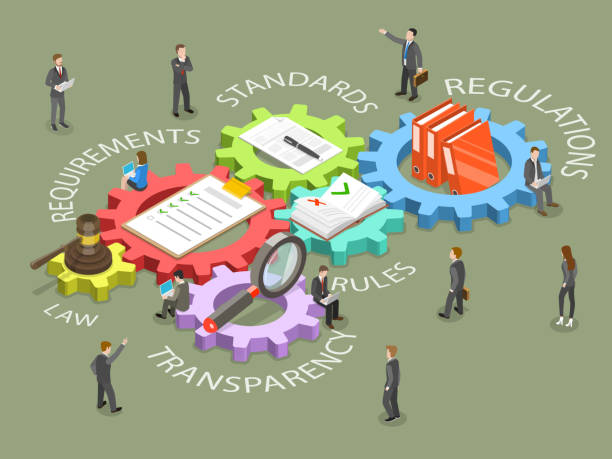 STANDARDS
REGULATIONS
REQUIREMENTS
RULES
LAW
TRANSPARENCY